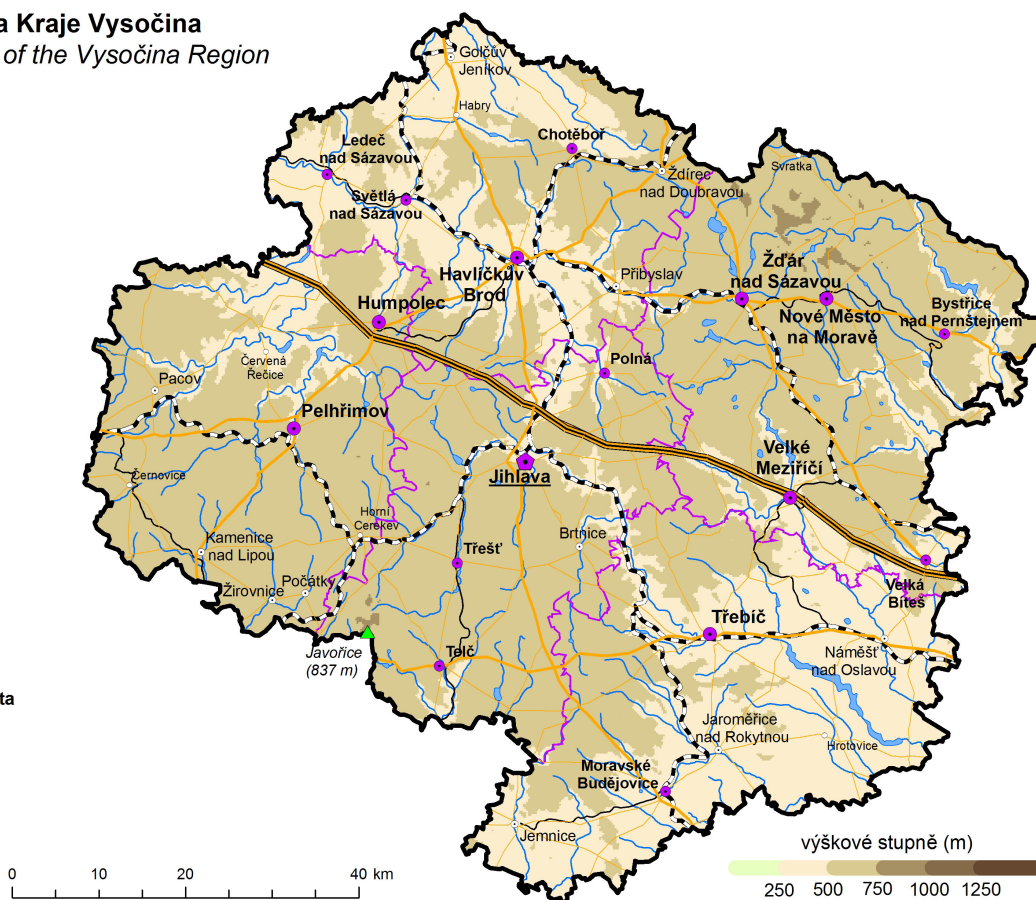 a Kraje Vysočina
of the Vysočina Region
Golčův
Jeníkov
Habry
Chotěboř
Ledeč
nad Sázavou
Světlá
nad Sázavou
Ždírec
nad Doubravou
Svratka
Havlíčkův
Brod
Přibyslav
Žďár
nad Sázavou
Humpolec
Nové Město
na Moravě
Bystřice
nad Pernštejnem
Červená
Řečice
Pacov
Polná
Pelhřimov
Velké
Meziříčí
Jihlava
Černovice
Horní
Cerekev
Brtnice
Kamenice
nad Lipou
Třešť
Počátky
Žirovnice
Velká
Bíteš
Třebíč
Javořice
(837 m)
Telč
Náměšť
nad Oslavou
ta
Jaroměřice
nad Rokytnou
Hrotovice
Moravské
Budějovice
Jemnice
výškové stupně (m)
250 500 750 1000 1250
0 10 20 40 km